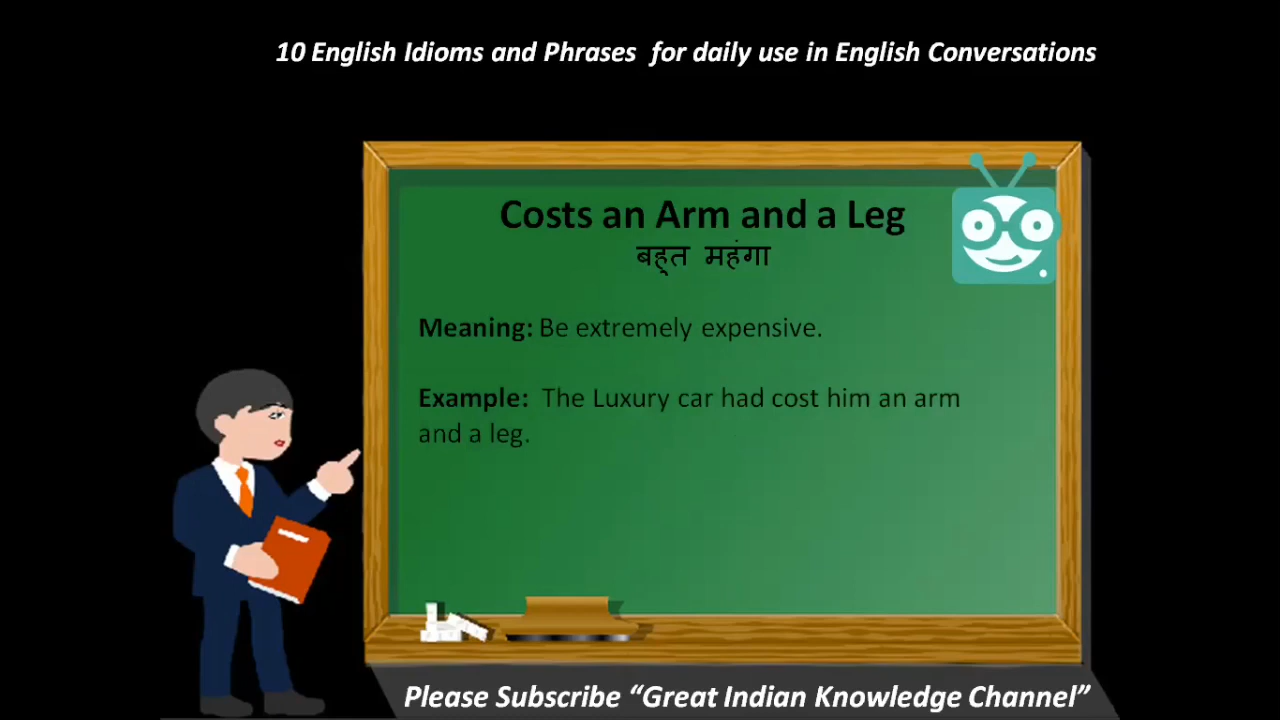 10 English Idioms and Phrases for daily use in English Conversations
Costs an Arm and a Leg
बहुत महंगा
Meaning: Be extremely expensive.
Example: The Luxury car had cost him an arm
and a leg.
Please Subscribe “Great Indian Knowledge Channel”